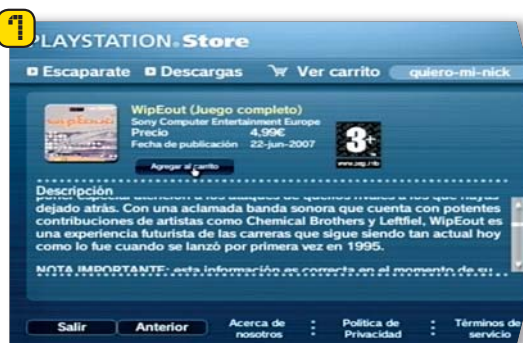 7
PLAYSTATION®Store
Escaparate Descargas Ver carrito quiero-mi-nick
WipEout (Juego completo)
Sony Computer Entertainment Europe
Precio 4,99€
Fecha de publicación 22-jun-2007
3+
Agregar al carrito
Descripción
dejado atrás. Con una aclamada banda sonora que cuenta con potentes
contribuciones de artistas como Chemical Brothers y Leftfiel, WipEout es
una experiencia futurista de las carreras que sigue siendo tan actual hoy
como lo fue cuando se lanzó por primera vez en 1995.
NOTA IMPORTANTE: esta información es correcta en el momento de su
Salir Anterior Acerca de nosotros Política de Privacidad Términos de servicio